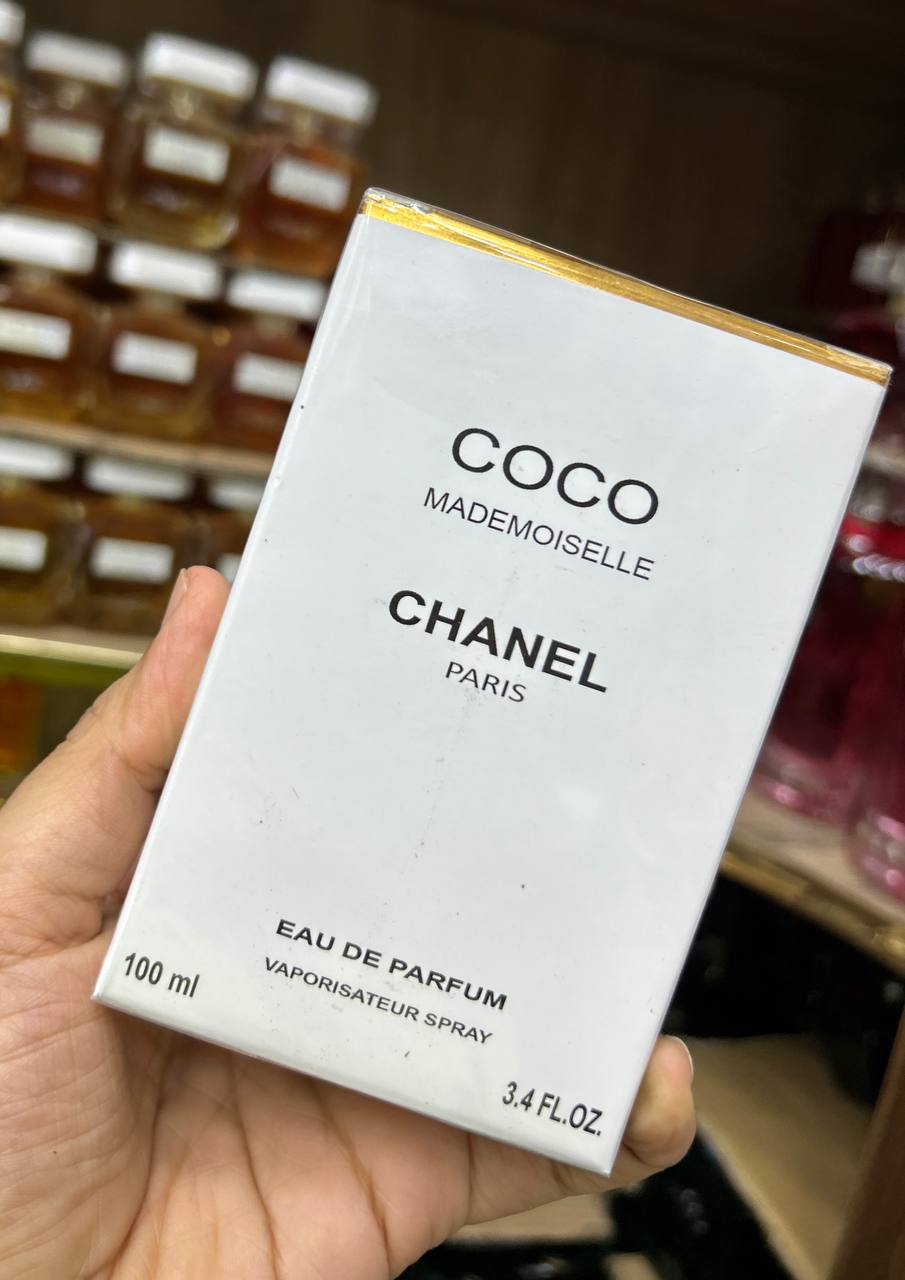 COCO
MADEMOISELLE
CHANEL
PARIS
EAU DE PARFUM
VAPORISATEUR SPRAY
100 ml
3.4 FL.OZ.